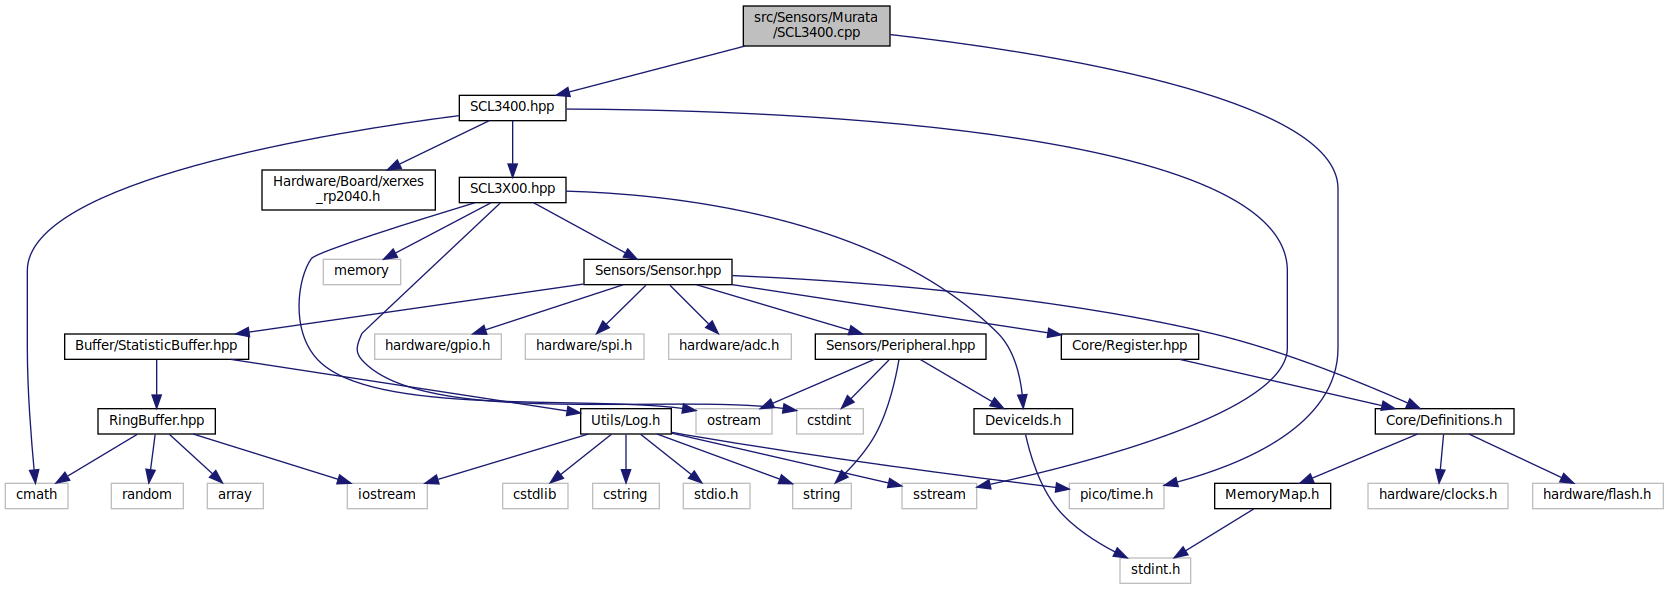 src/Sensors/Murata
/SCL3400.cpp
SCL3400.hpp
Hardware/Board/xerxes
_rp2040.h
SCL3X00.hpp
memory
Sensors/Sensor.hpp
Buffer/StatisticBuffer.hpp
hardware/gpio.h
hardware/spi.h
hardware/adc.h
Sensors/Peripheral.hpp
Core/Register.hpp
RingBuffer.hpp
Utils/Log.h
ostream
cstdint
DeviceIds.h
Core/Definitions.h
cmath
random
array
iostream
cstdlib
cstring
stdio.h
string
sstream
pico/time.h
MemoryMap.h
hardware/clocks.h
hardware/flash.h
stdint.h